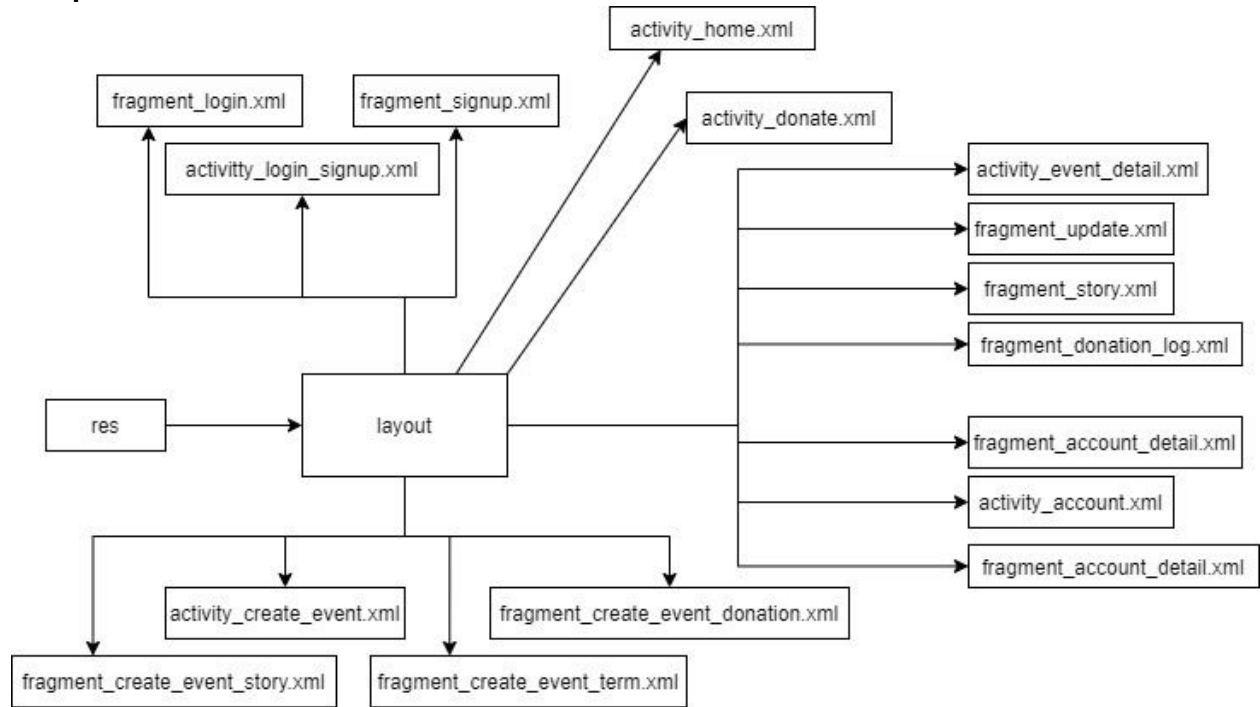 activity_home.xml
fragment_login.xml
fragment_signup.xml
activity_donate.xml
activitty_login_signup.xml
activity_event_detail.xml
fragment_update.xml
fragment_story.xml
fragment_donation_log.xml
res
layout
fragment_account_detail.xml
activity_account.xml
fragment_account_detail.xml
activity_create_event.xml
fragment_create_event_donation.xml
fragment_create_event_story.xml
fragment_create_event_term.xml